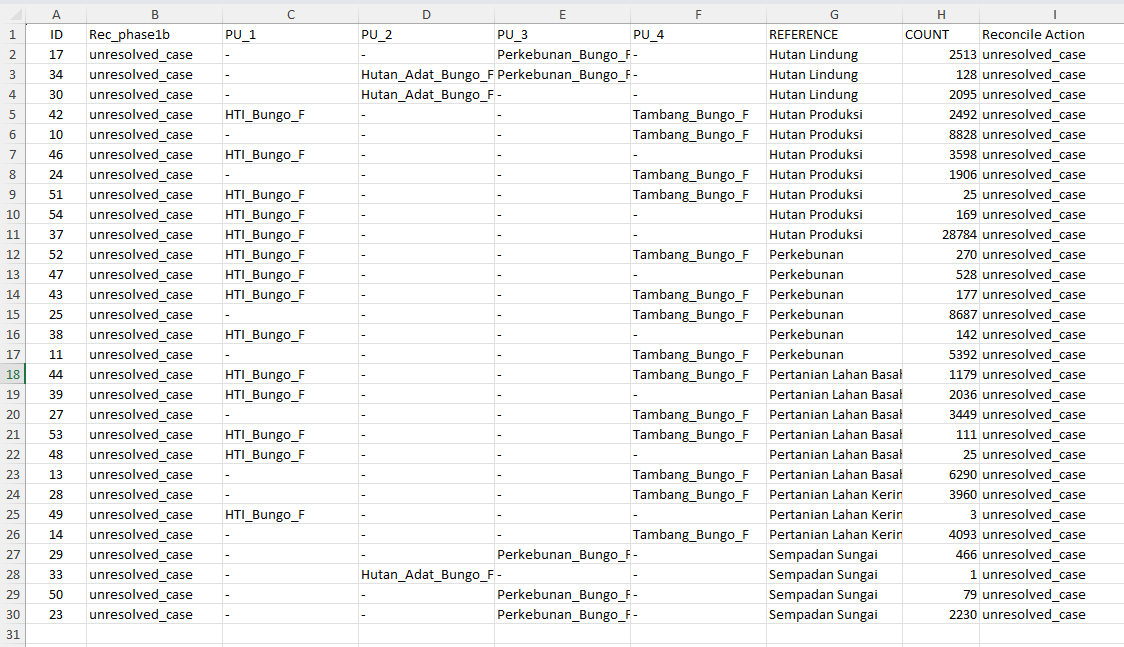 A B C D E F G H I
1 ID Rec_phase1b PU_1 PU_2 PU_3 PU_4 REFERENCE COUNT Reconcile Action
2 17 unresolved_case - - Perkebunan_Bungo_F - Hutan Lindung 2513 unresolved_case
3 34 unresolved_case - Hutan_Adat_Bungo_F Perkebunan_Bungo_F - Hutan Lindung 128 unresolved_case
4 30 unresolved_case - Hutan_Adat_Bungo_F - - Hutan Lindung 2095 unresolved_case
5 42 unresolved_case HTI_Bungo_F - - Tambang_Bungo_F Hutan Produksi 2492 unresolved_case
6 10 unresolved_case - - - Tambang_Bungo_F Hutan Produksi 8828 unresolved_case
7 46 unresolved_case HTI_Bungo_F - - - Hutan Produksi 3598 unresolved_case
8 24 unresolved_case - - - Tambang_Bungo_F Hutan Produksi 1906 unresolved_case
9 51 unresolved_case HTI_Bungo_F - - Tambang_Bungo_F Hutan Produksi 25 unresolved_case
10 54 unresolved_case HTI_Bungo_F - - - Hutan Produksi 169 unresolved_case
11 37 unresolved_case HTI_Bungo_F - - - Hutan Produksi 28784 unresolved_case
12 52 unresolved_case HTI_Bungo_F - - Tambang_Bungo_F Perkebunan 270 unresolved_case
13 47 unresolved_case HTI_Bungo_F - - - Perkebunan 528 unresolved_case
14 43 unresolved_case HTI_Bungo_F - - Tambang_Bungo_F Perkebunan 177 unresolved_case
15 25 unresolved_case - - - Tambang_Bungo_F Perkebunan 8687 unresolved_case
16 38 unresolved_case HTI_Bungo_F - - - Perkebunan 142 unresolved_case
17 11 unresolved_case - - - Tambang_Bungo_F Perkebunan 5392 unresolved_case
18 44 unresolved_case HTI_Bungo_F - - Tambang_Bungo_F Pertanian Lahan Basah 1179 unresolved_case
19 39 unresolved_case HTI_Bungo_F - - - Pertanian Lahan Basah 2036 unresolved_case
20 27 unresolved_case - - - Tambang_Bungo_F Pertanian Lahan Basah 3449 unresolved_case
21 53 unresolved_case HTI_Bungo_F - - Tambang_Bungo_F Pertanian Lahan Basah 111 unresolved_case
22 48 unresolved_case HTI_Bungo_F - - - Pertanian Lahan Basah 25 unresolved_case
23 13 unresolved_case - - - Tambang_Bungo_F Pertanian Lahan Basah 6290 unresolved_case
24 28 unresolved_case - - - Tambang_Bungo_F Pertanian Lahan Kerin 3960 unresolved_case
25 49 unresolved_case HTI_Bungo_F - - - Pertanian Lahan Kerin 3 unresolved_case
26 14 unresolved_case - - - Tambang_Bungo_F Pertanian Lahan Kerin 4093 unresolved_case
27 29 unresolved_case - - Perkebunan_Bungo_F - Sempadan Sungai 466 unresolved_case
28 33 unresolved_case - Hutan_Adat_Bungo_F - - Sempadan Sungai 1 unresolved_case
29 50 unresolved_case - - Perkebunan_Bungo_F - Sempadan Sungai 79 unresolved_case
30 23 unresolved_case - - Perkebunan_Bungo_F - Sempadan Sungai 2230 unresolved_case
31